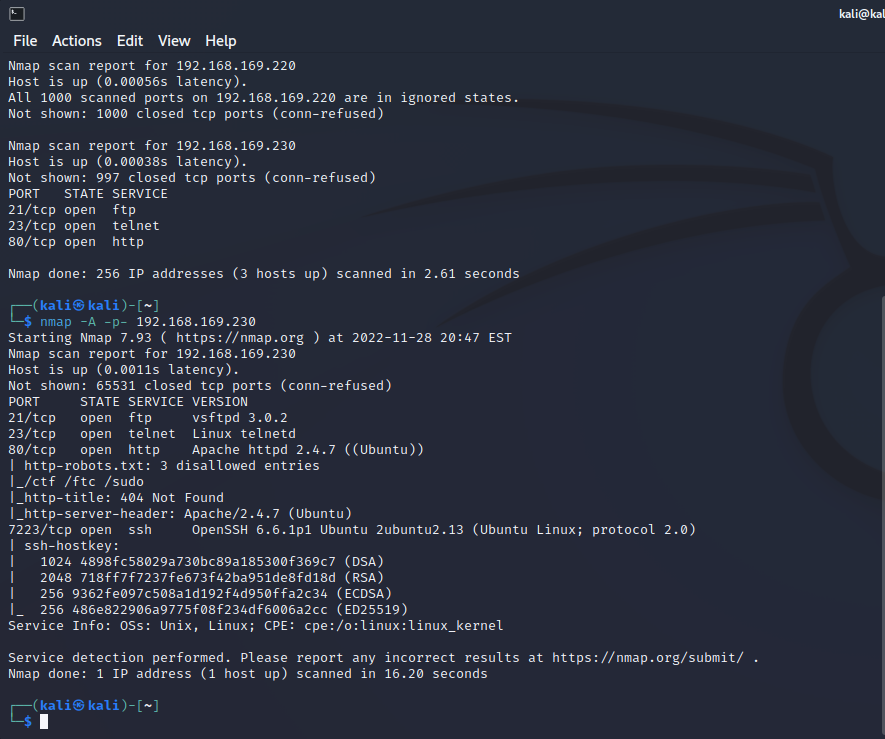 kali@kal
File Actions Edit View Help
Nmap scan report for 192.168.169.220
Host is up (0.00056s latency).
All 1000 scanned ports on 192.168.169.220 are in ignored states.
Not shown: 1000 closed tcp ports (conn-refused)
Nmap scan report for 192.168.169.230
Host is up (0.00038s latency).
Not shown: 997 closed tcp ports (conn-refused)
PORT   STATE SERVICE
21/tcp open  ftp
23/tcp open  telnet
80/tcp open  http
Nmap done: 256 IP addresses (3 hosts up) scanned in 2.61 seconds
┌──(kali㉿kali)-[~]
└─$ nmap -A -p- 192.168.169.230
Starting Nmap 7.93 ( https://nmap.org ) at 2022-11-28 20:47 EST
Nmap scan report for 192.168.169.230
Host is up (0.0011s latency).
Not shown: 65531 closed tcp ports (conn-refused)
PORT     STATE SERVICE VERSION
21/tcp   open  ftp     vsftpd 3.0.2
23/tcp   open  telnet  Linux telnetd
80/tcp   open  http    Apache httpd 2.4.7 ((Ubuntu))
| http-robots.txt: 3 disallowed entries
|_/ctf /ftc /sudo
|_http-title: 404 Not Found
|_http-server-header: Apache/2.4.7 (Ubuntu)
7223/tcp open  ssh     OpenSSH 6.6.1p1 Ubuntu 2ubuntu2.13 (Ubuntu Linux; protocol 2.0)
| ssh-hostkey:
|   1024 4898fc58029a730bc89a185300f369c7 (DSA)
|   2048 718ff7f7237fe673f42ba951de8fd18d (RSA)
|   256 9362fe097c508a1d192f4d950ffa2c34 (ECDSA)
|_  256 486e822906a9775f08f234df6006a2cc (ED25519)
Service Info: OSs: Unix, Linux; CPE: cpe:/o:linux:linux_kernel
Service detection performed. Please report any incorrect results at https://nmap.org/submit/ .
Nmap done: 1 IP address (1 host up) scanned in 16.20 seconds
┌──(kali㉿kali)-[~]
└─$